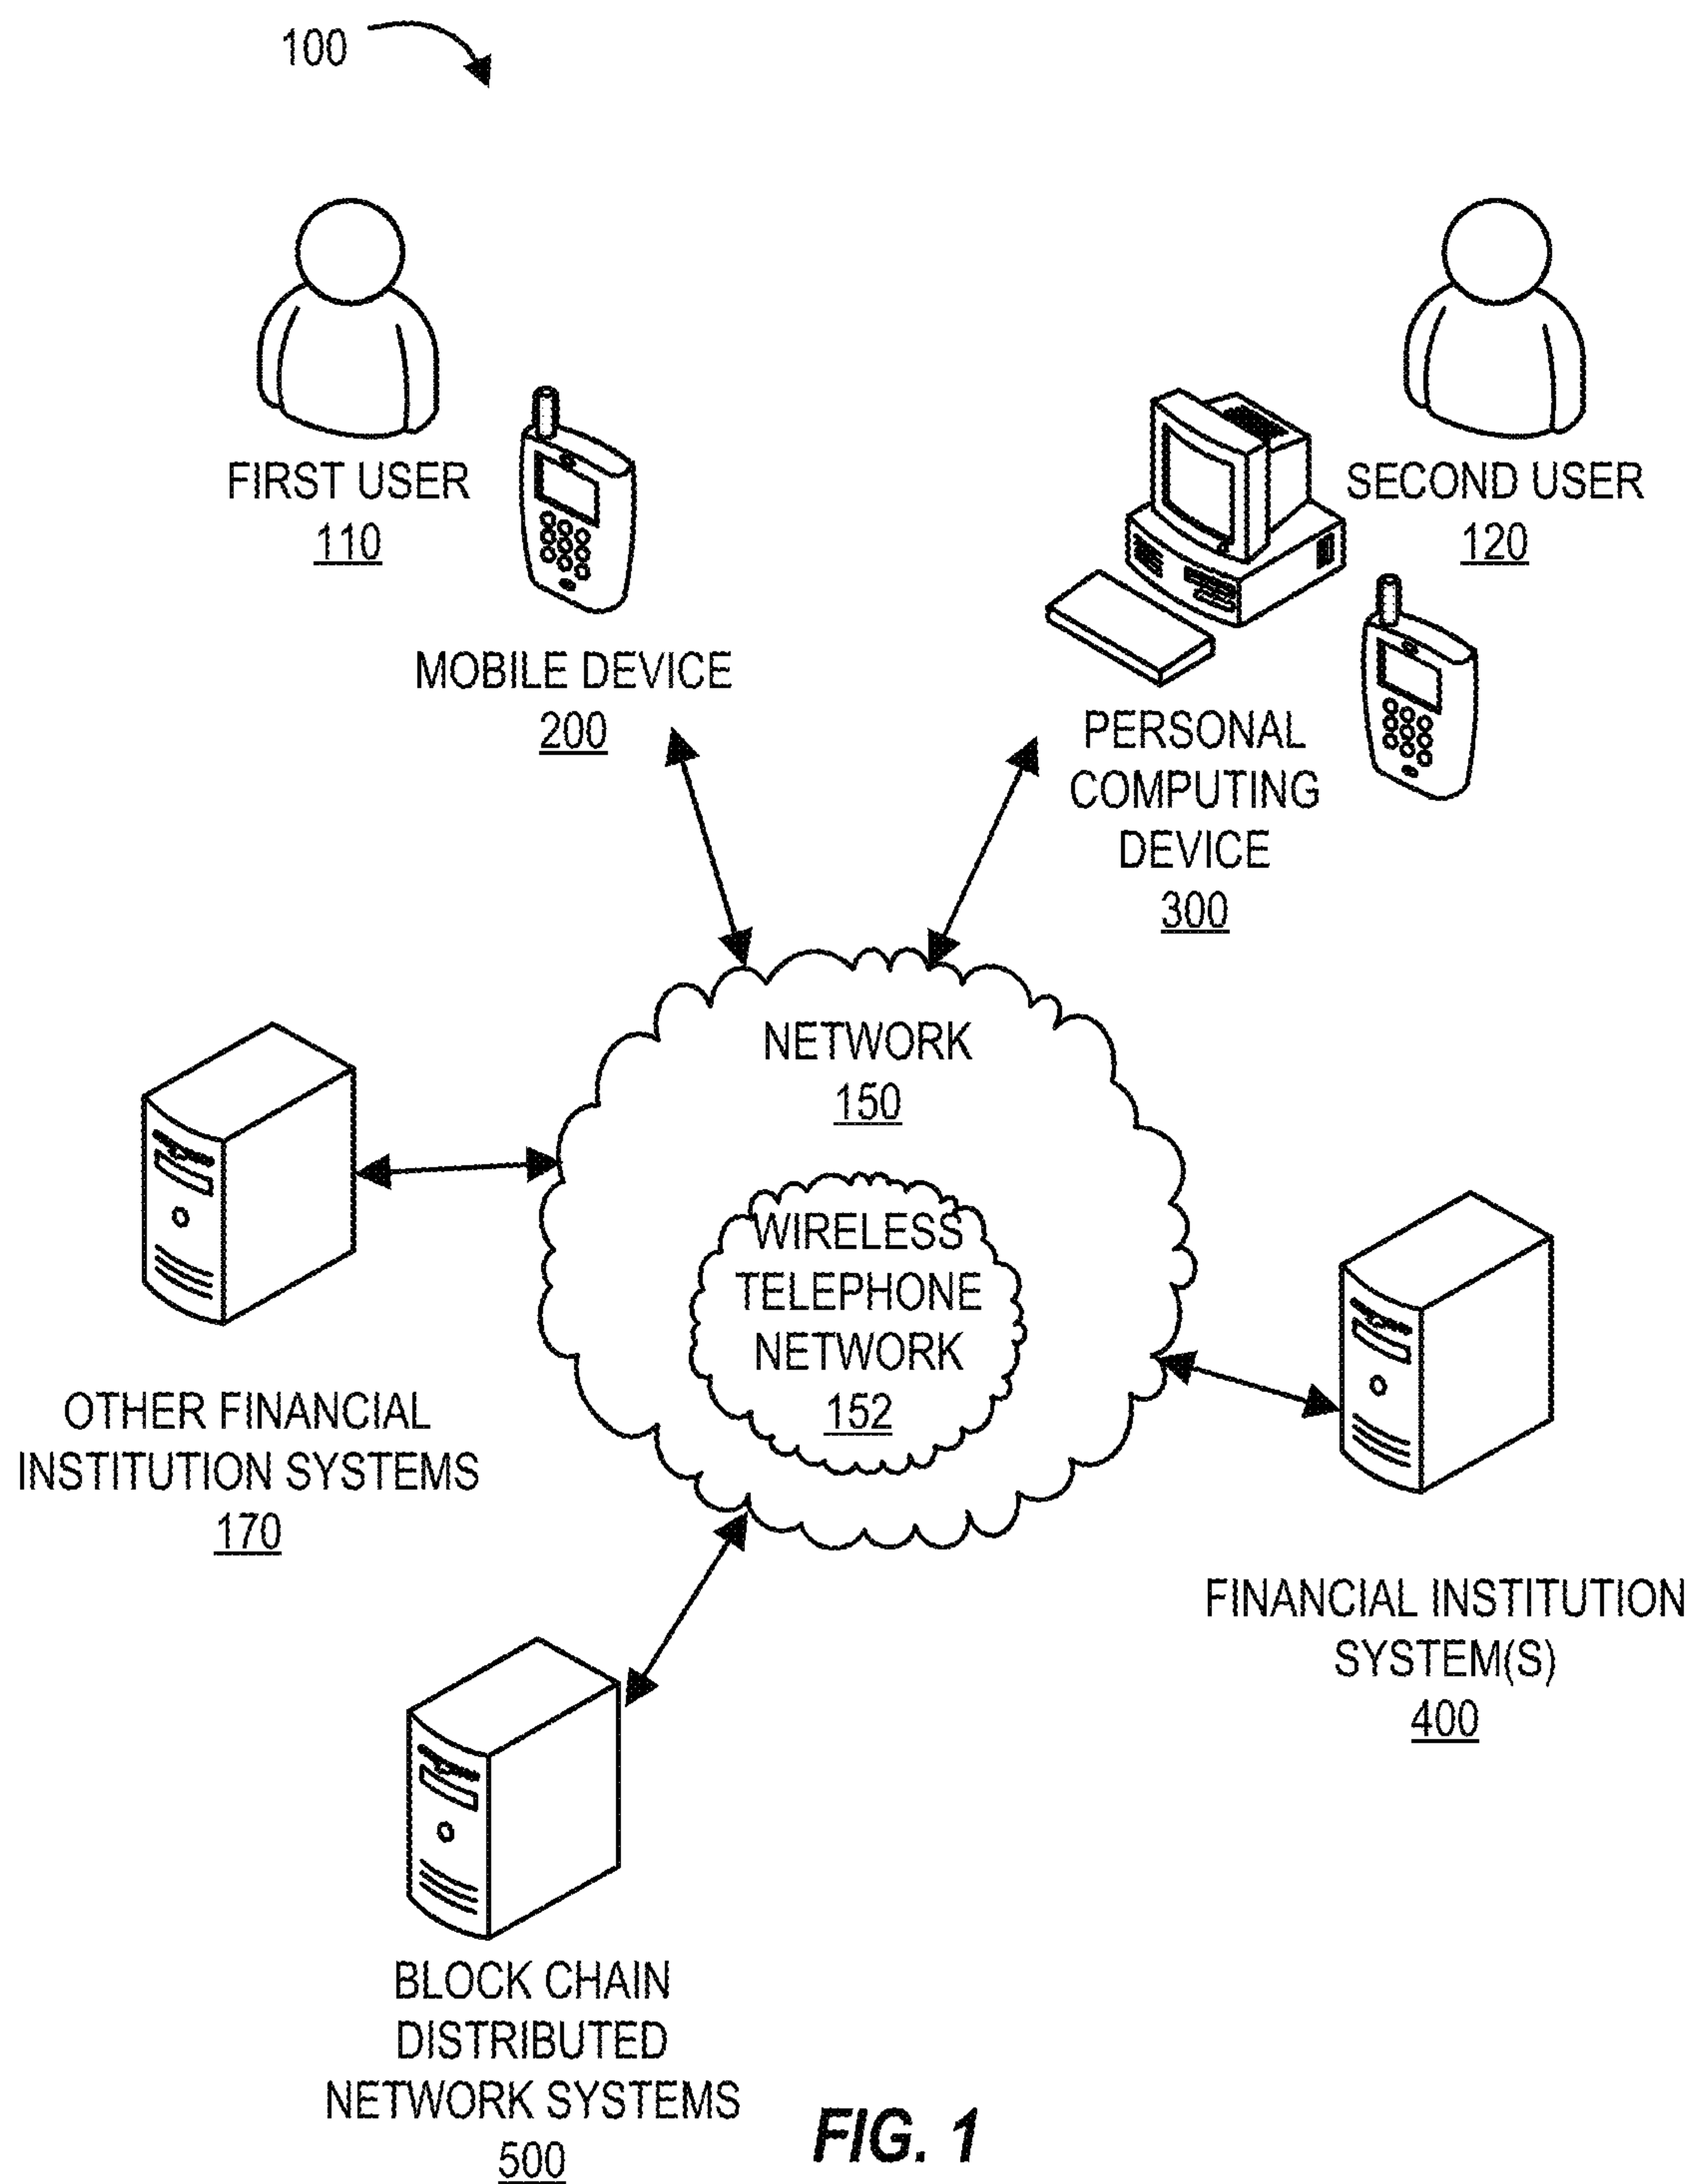 100
FIRST USER
110
SECOND USER
120
MOBILE DEVICE
200
PERSONAL
COMPUTING
DEVICE
300
NETWORK
150
WIRELESS
TELEPHONE
NETWORK
152
OTHER FINANCIAL
INSTITUTION SYSTEMS
170
FINANCIAL INSTITUTION
SYSTEM(S)
400
BLOCK CHAIN
DISTRIBUTED
NETWORK SYSTEMS
500
FIG. 1